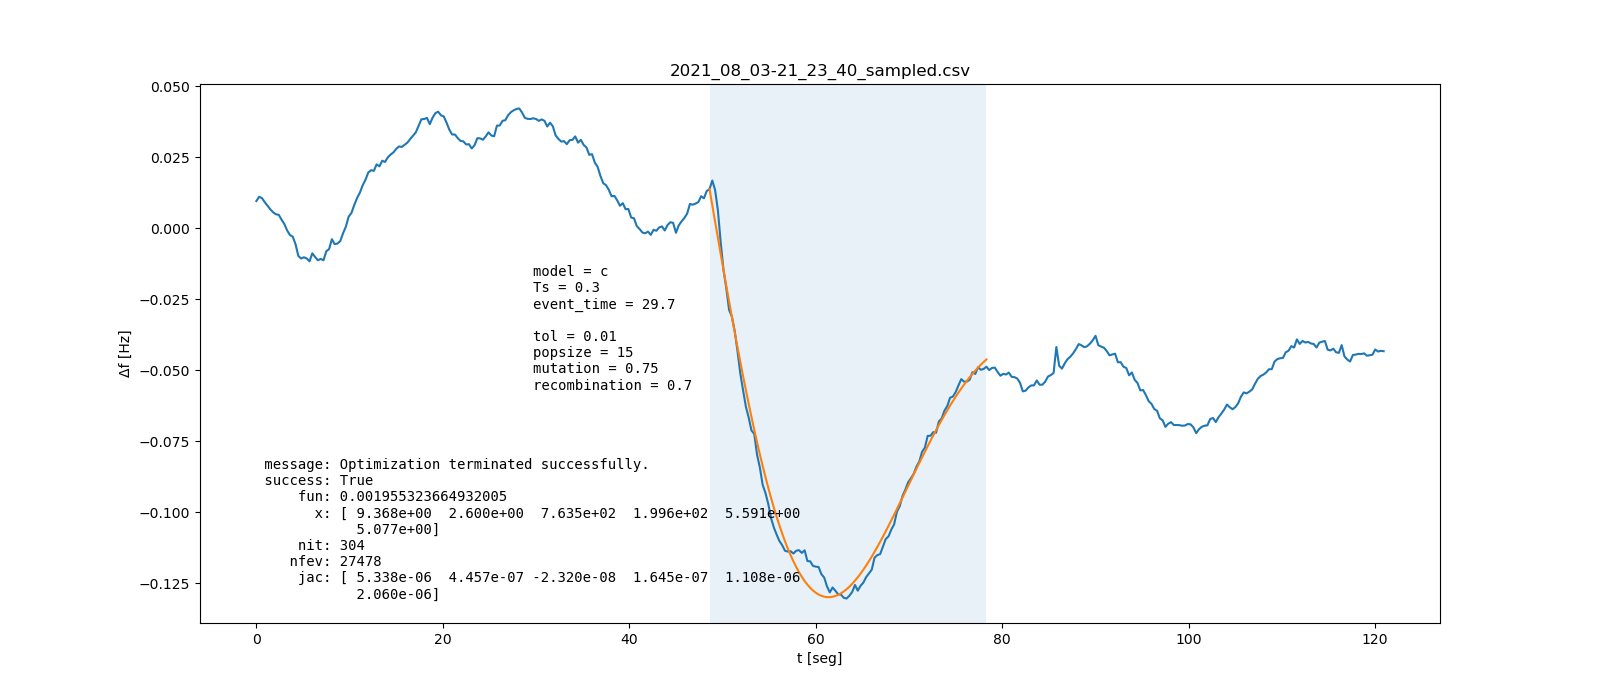 2021_08_03-21_23_40_sampled.csv
0.050
0.025
0.000
−0.025
−0.050
−0.075
−0.100
−0.125
Δf [Hz]
model = c
Ts = 0.3
event_time = 29.7
tol = 0.01
popsize = 15
mutation = 0.75
recombination = 0.7
message: Optimization terminated successfully.
success: True
fun: 0.001955323664932005
x: [ 9.368e+00 2.600e+00 7.635e+02 1.996e+02 5.591e+00
5.077e+00]
nit: 304
nfev: 27478
jac: [ 5.338e-06 4.457e-07 -2.320e-08 1.645e-07 1.108e-06
2.060e-06]
0 20 40 60 80 100 120
t [seg]